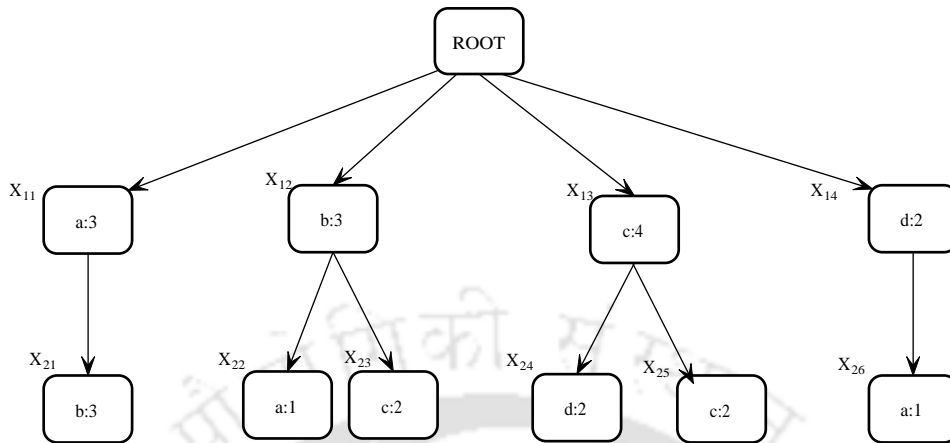 ROOT
X₁₁ X₁₂ X₁₃ X₁₄
a:3 b:3 c:4 d:2
X₂₁ X₂₂ X₂₃ X₂₄ X₂₅ X₂₆
b:3 a:1 c:2 d:2 c:2 a:1